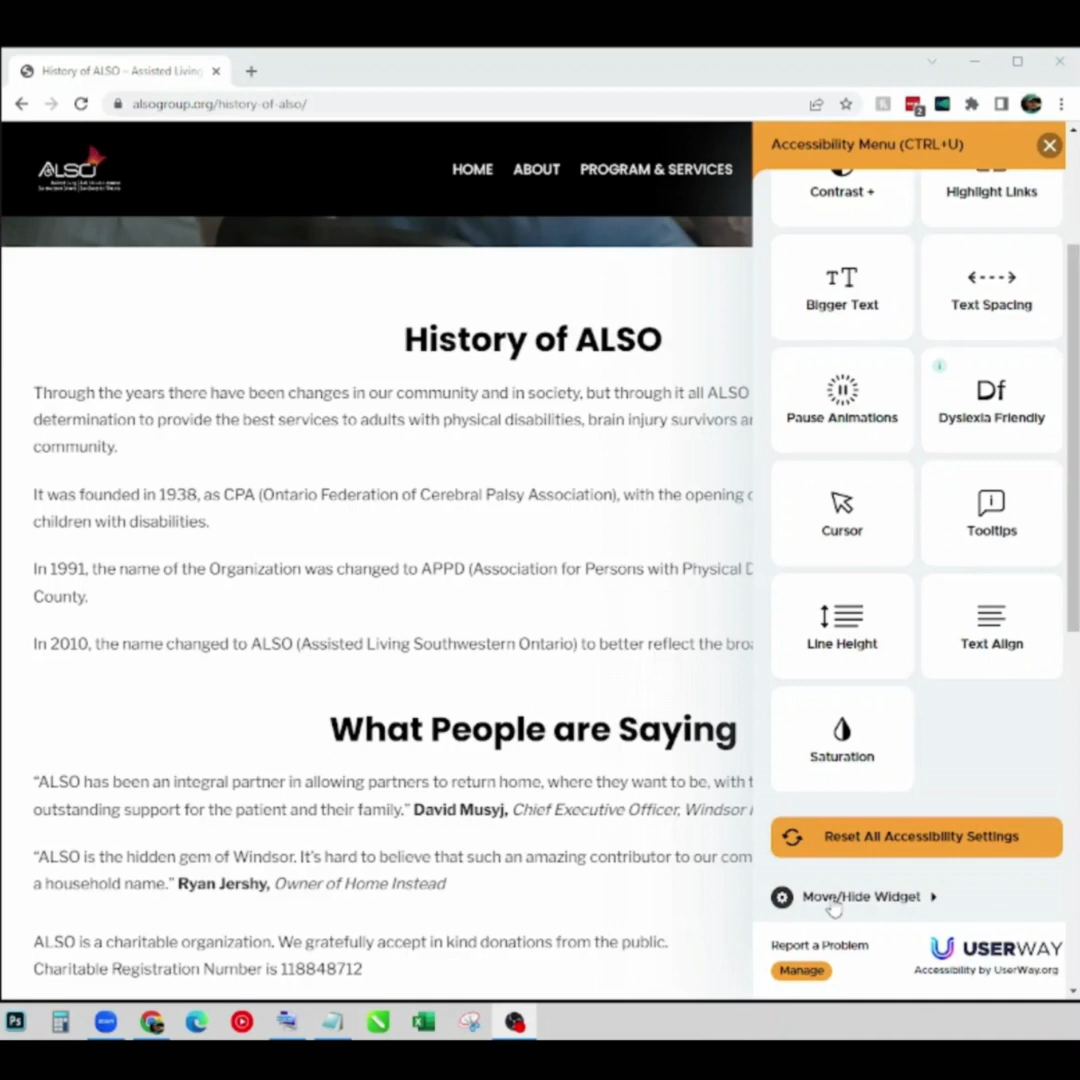 History of ALSO – Assisted Living
alsogroup.org/history-of-also/
2
ALSO
HOME
ABOUT
PROGRAM & SERVICES
Accessibility Menu (CTRL+U)
Contrast +
Highlight Links
Bigger Text
Text Spacing
Pause Animations
Df
Dyslexia Friendly
Cursor
Tooltips
Line Height
Text Align
Saturation
Reset All Accessibility Settings
Move/Hide Widget
Report a Problem
Manage
USERWAY
Accessibility by UserWay.org
History of ALSO
Through the years there have been changes in our community and in society, but through it all ALSO
determination to provide the best services to adults with physical disabilities, brain injury survivors
community.
It was founded in 1938, as CPA (Ontario Federation of Cerebral Palsy Association), with the opening
children with disabilities.
In 1991, the name of the Organization was changed to APPD (Association for Persons with Physical
County.
In 2010, the name changed to ALSO (Assisted Living Southwestern Ontario) to better reflect the
What People are Saying
“ALSO has been an integral partner in allowing partners to return home, where they want to be, with
outstanding support for the patient and their family.” David Musyj, Chief Executive Officer, Windsor
“ALSO is the hidden gem of Windsor. It’s hard to believe that such an amazing contributor to our
a household name.” Ryan Jershy, Owner of Home Instead
ALSO is a charitable organization. We gratefully accept in kind donations from the public.
Charitable Registration Number is 118848712
Ps
zoom